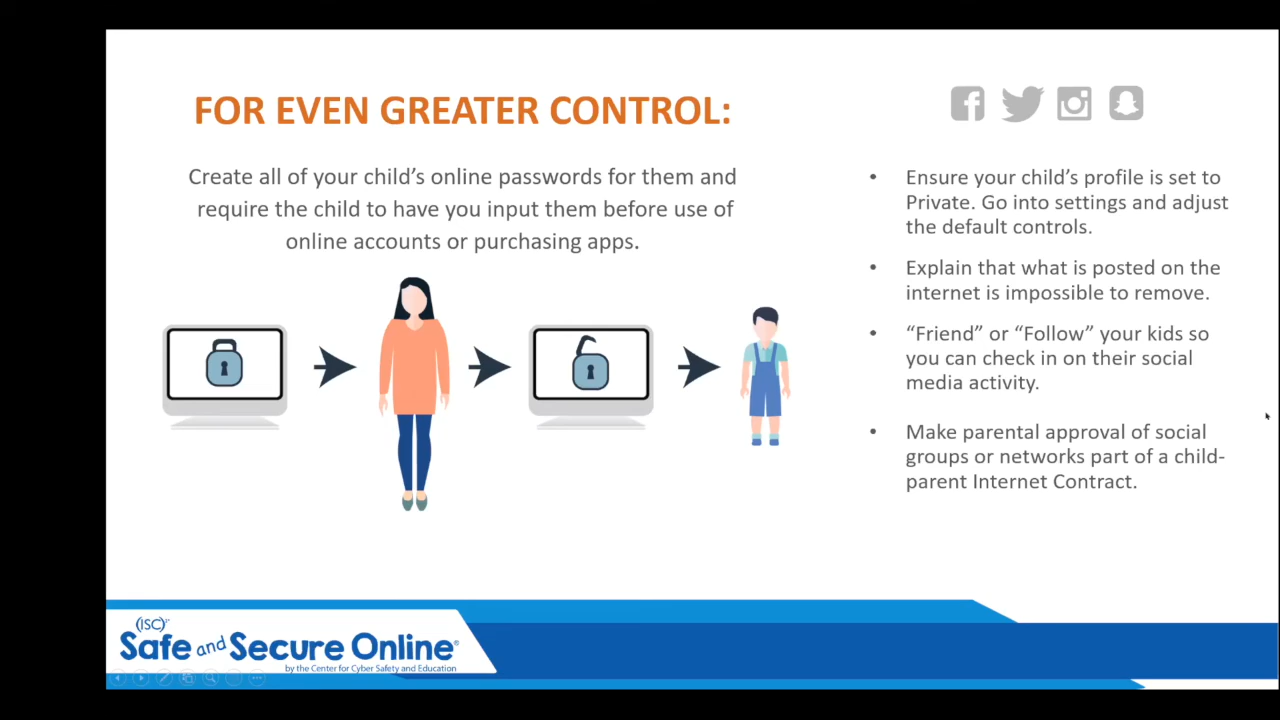 FOR EVEN GREATER CONTROL:
Create all of your child’s online passwords for them and
require the child to have you input them before use of
online accounts or purchasing apps.
• Ensure your child’s profile is set to
Private. Go into settings and adjust
the default controls.
• Explain that what is posted on the
internet is impossible to remove.
• “Friend” or “Follow” your kids so
you can check in on their social
media activity.
• Make parental approval of social
groups or networks part of a child-
parent Internet Contract.
(ISC)²
Safe and Secure Online®
by the Center for Cyber Safety and Education